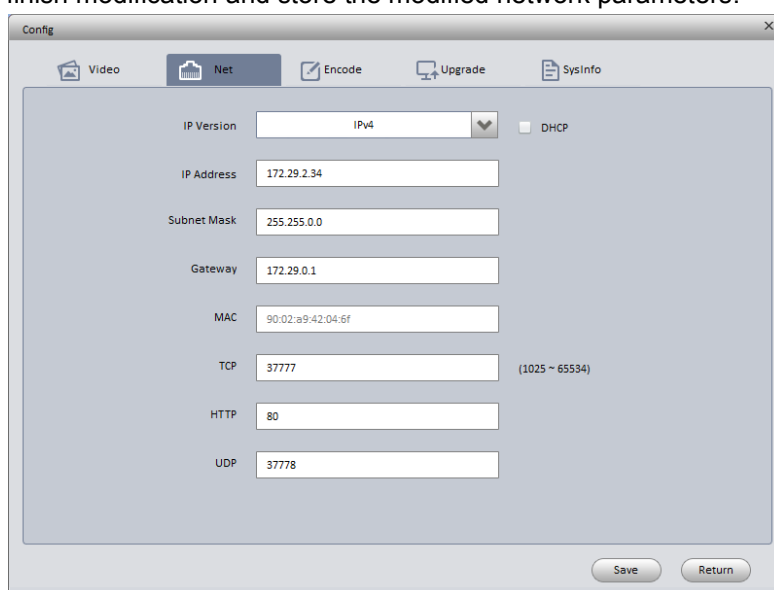 finish modification and store the modified network parameters.
Config ×
Video Net Encode Upgrade SysInfo
IP Version IPv4 DHCP
IP Address 172.29.2.34
Subnet Mask 255.255.0.0
Gateway 172.29.0.1
MAC 90:02:a9:42:04:6f
TCP 37777 (1025 ~ 65534)
HTTP 80
UDP 37778
Save Return